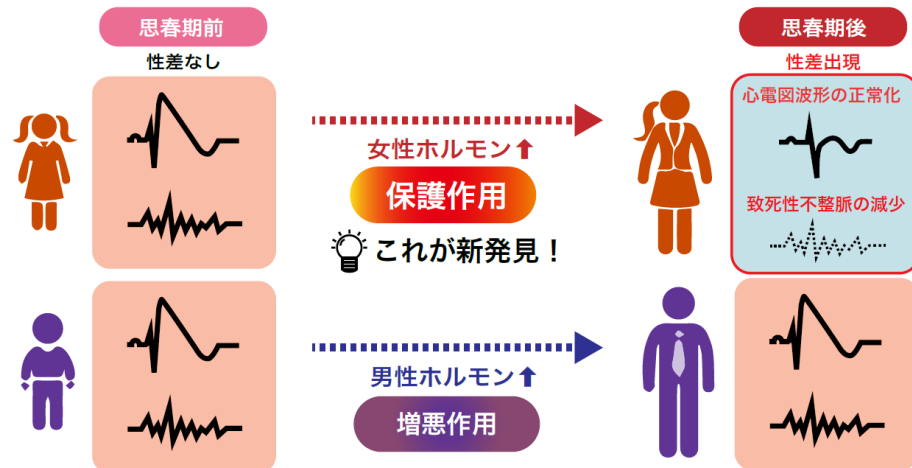 思春期前
性差なし
思春期後
性差出現
心電図波形の正常化
女性ホルモン⬆
保護作用
致死性不整脈の減少
これが新発見！
男性ホルモン⬆
増悪作用